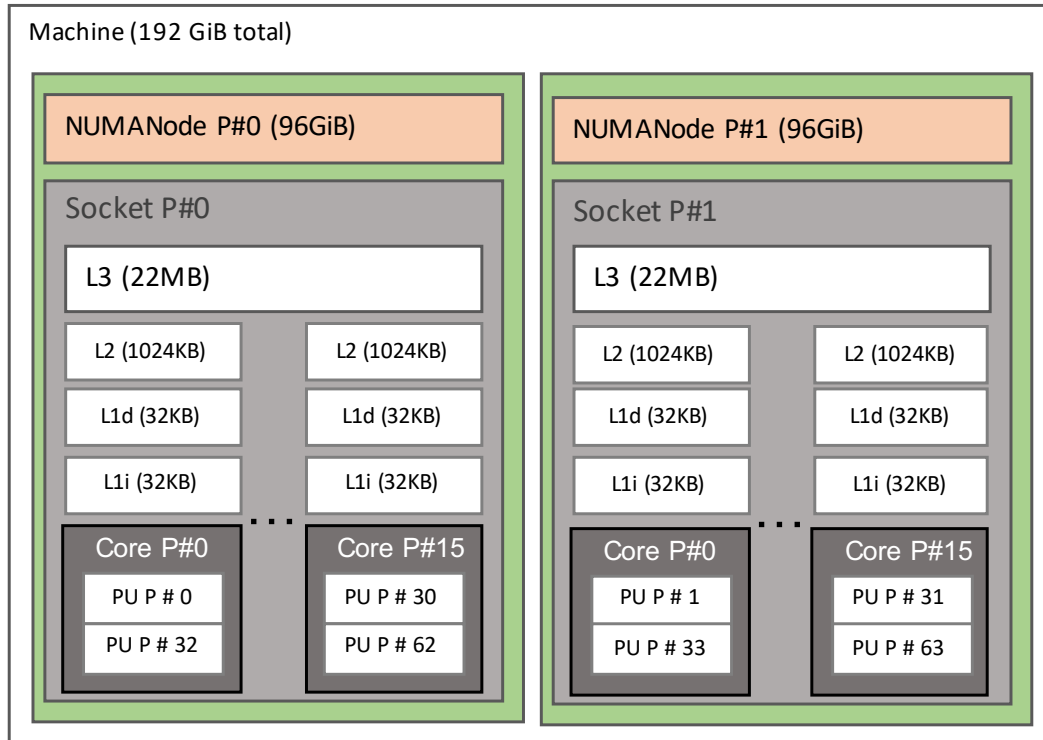 Machine (192 GiB total)
NUMANode P#0 (96GiB)
Socket P#0
L3 (22MB)
L2 (1024KB)
L2 (1024KB)
L1d (32KB)
L1d (32KB)
L1i (32KB)
L1i (32KB)
...
Core P#0
PU P # 0
PU P # 32
Core P#15
PU P # 30
PU P # 62
NUMANode P#1 (96GiB)
Socket P#1
L3 (22MB)
L2 (1024KB)
L2 (1024KB)
L1d (32KB)
L1d (32KB)
L1i (32KB)
L1i (32KB)
...
Core P#0
PU P # 1
PU P # 33
Core P#15
PU P # 31
PU P # 63